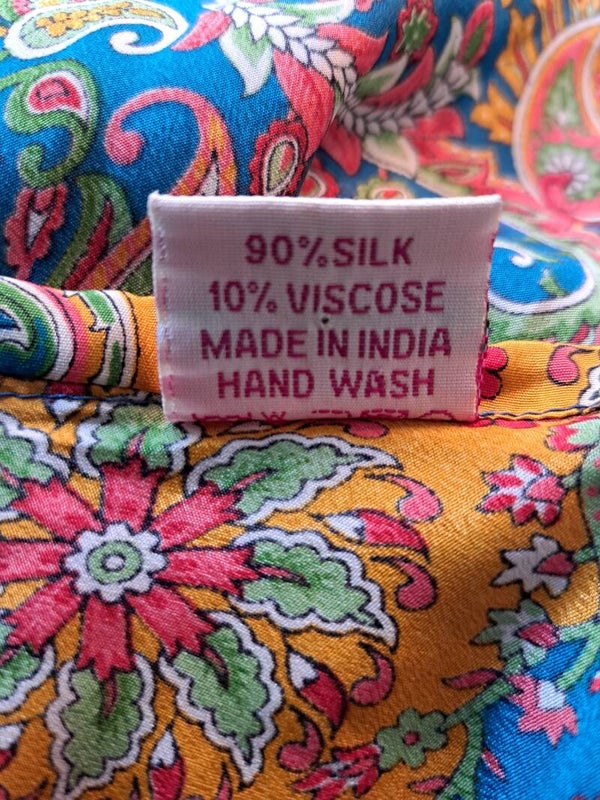 90% SILK
10% VISCOSE
MADE IN INDIA
HAND WASH